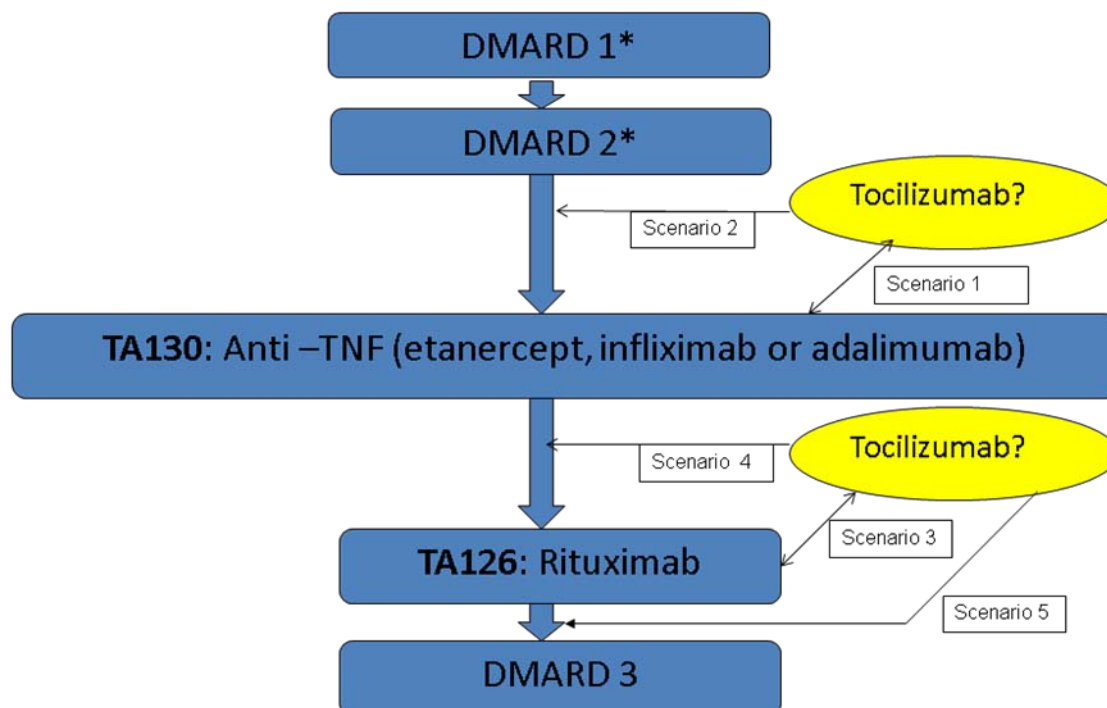 DMARD 1*
DMARD 2*
Tocilizumab?
Scenario 2
Scenario 1
TA130: Anti –TNF (etanercept, infliximab or adalimumab)
Tocilizumab?
Scenario 4
Scenario 3
TA126: Rituximab
Scenario 5
DMARD 3